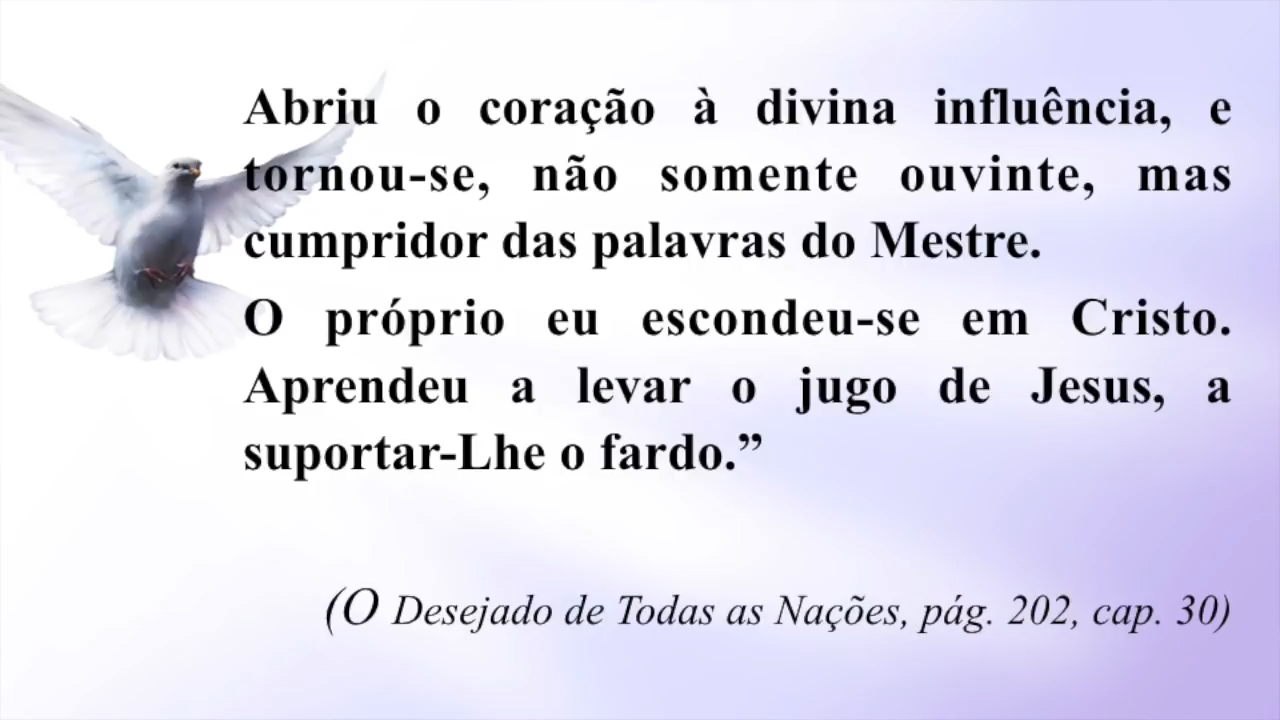 Abriu o coração à divina influência, e
tornou-se, não somente ouvinte, mas
cumpridor das palavras do Mestre.
O próprio eu escondeu-se em Cristo.
Aprendeu a levar o jugo de Jesus, a
suportar-Lhe o fardo.”
(O Desejado de Todas as Nações, pág. 202, cap. 30)